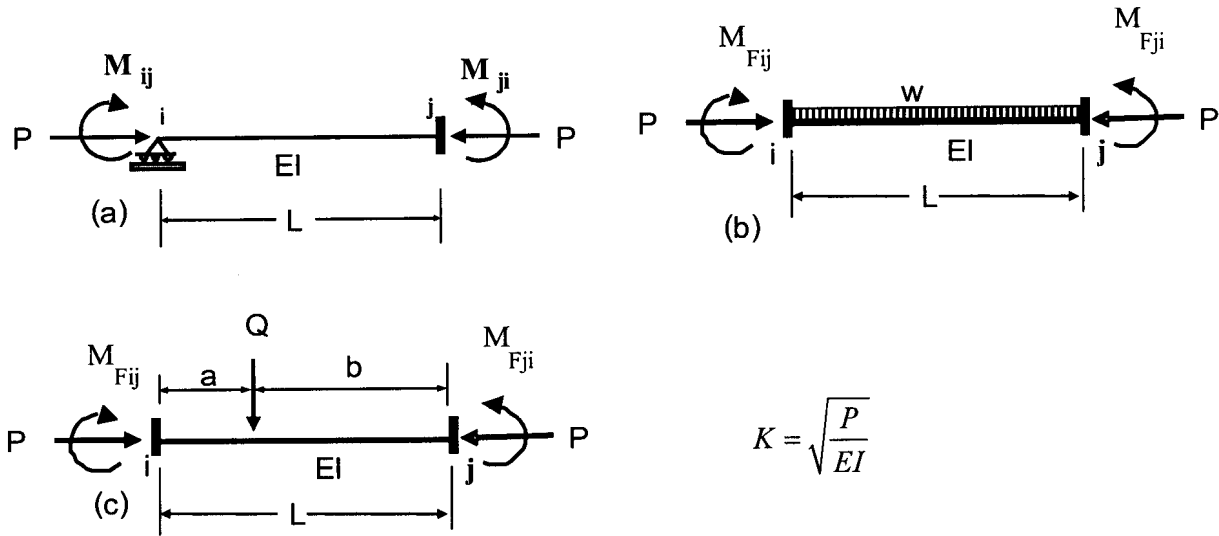 M ij
M ji
i
j
P
P
EI
L
(a)
M Fij
M Fji
w
P
P
i
j
EI
L
(b)
Q
M Fij
M Fji
a
b
P
P
i
j
EI
L
(c)
K = √(P/EI)